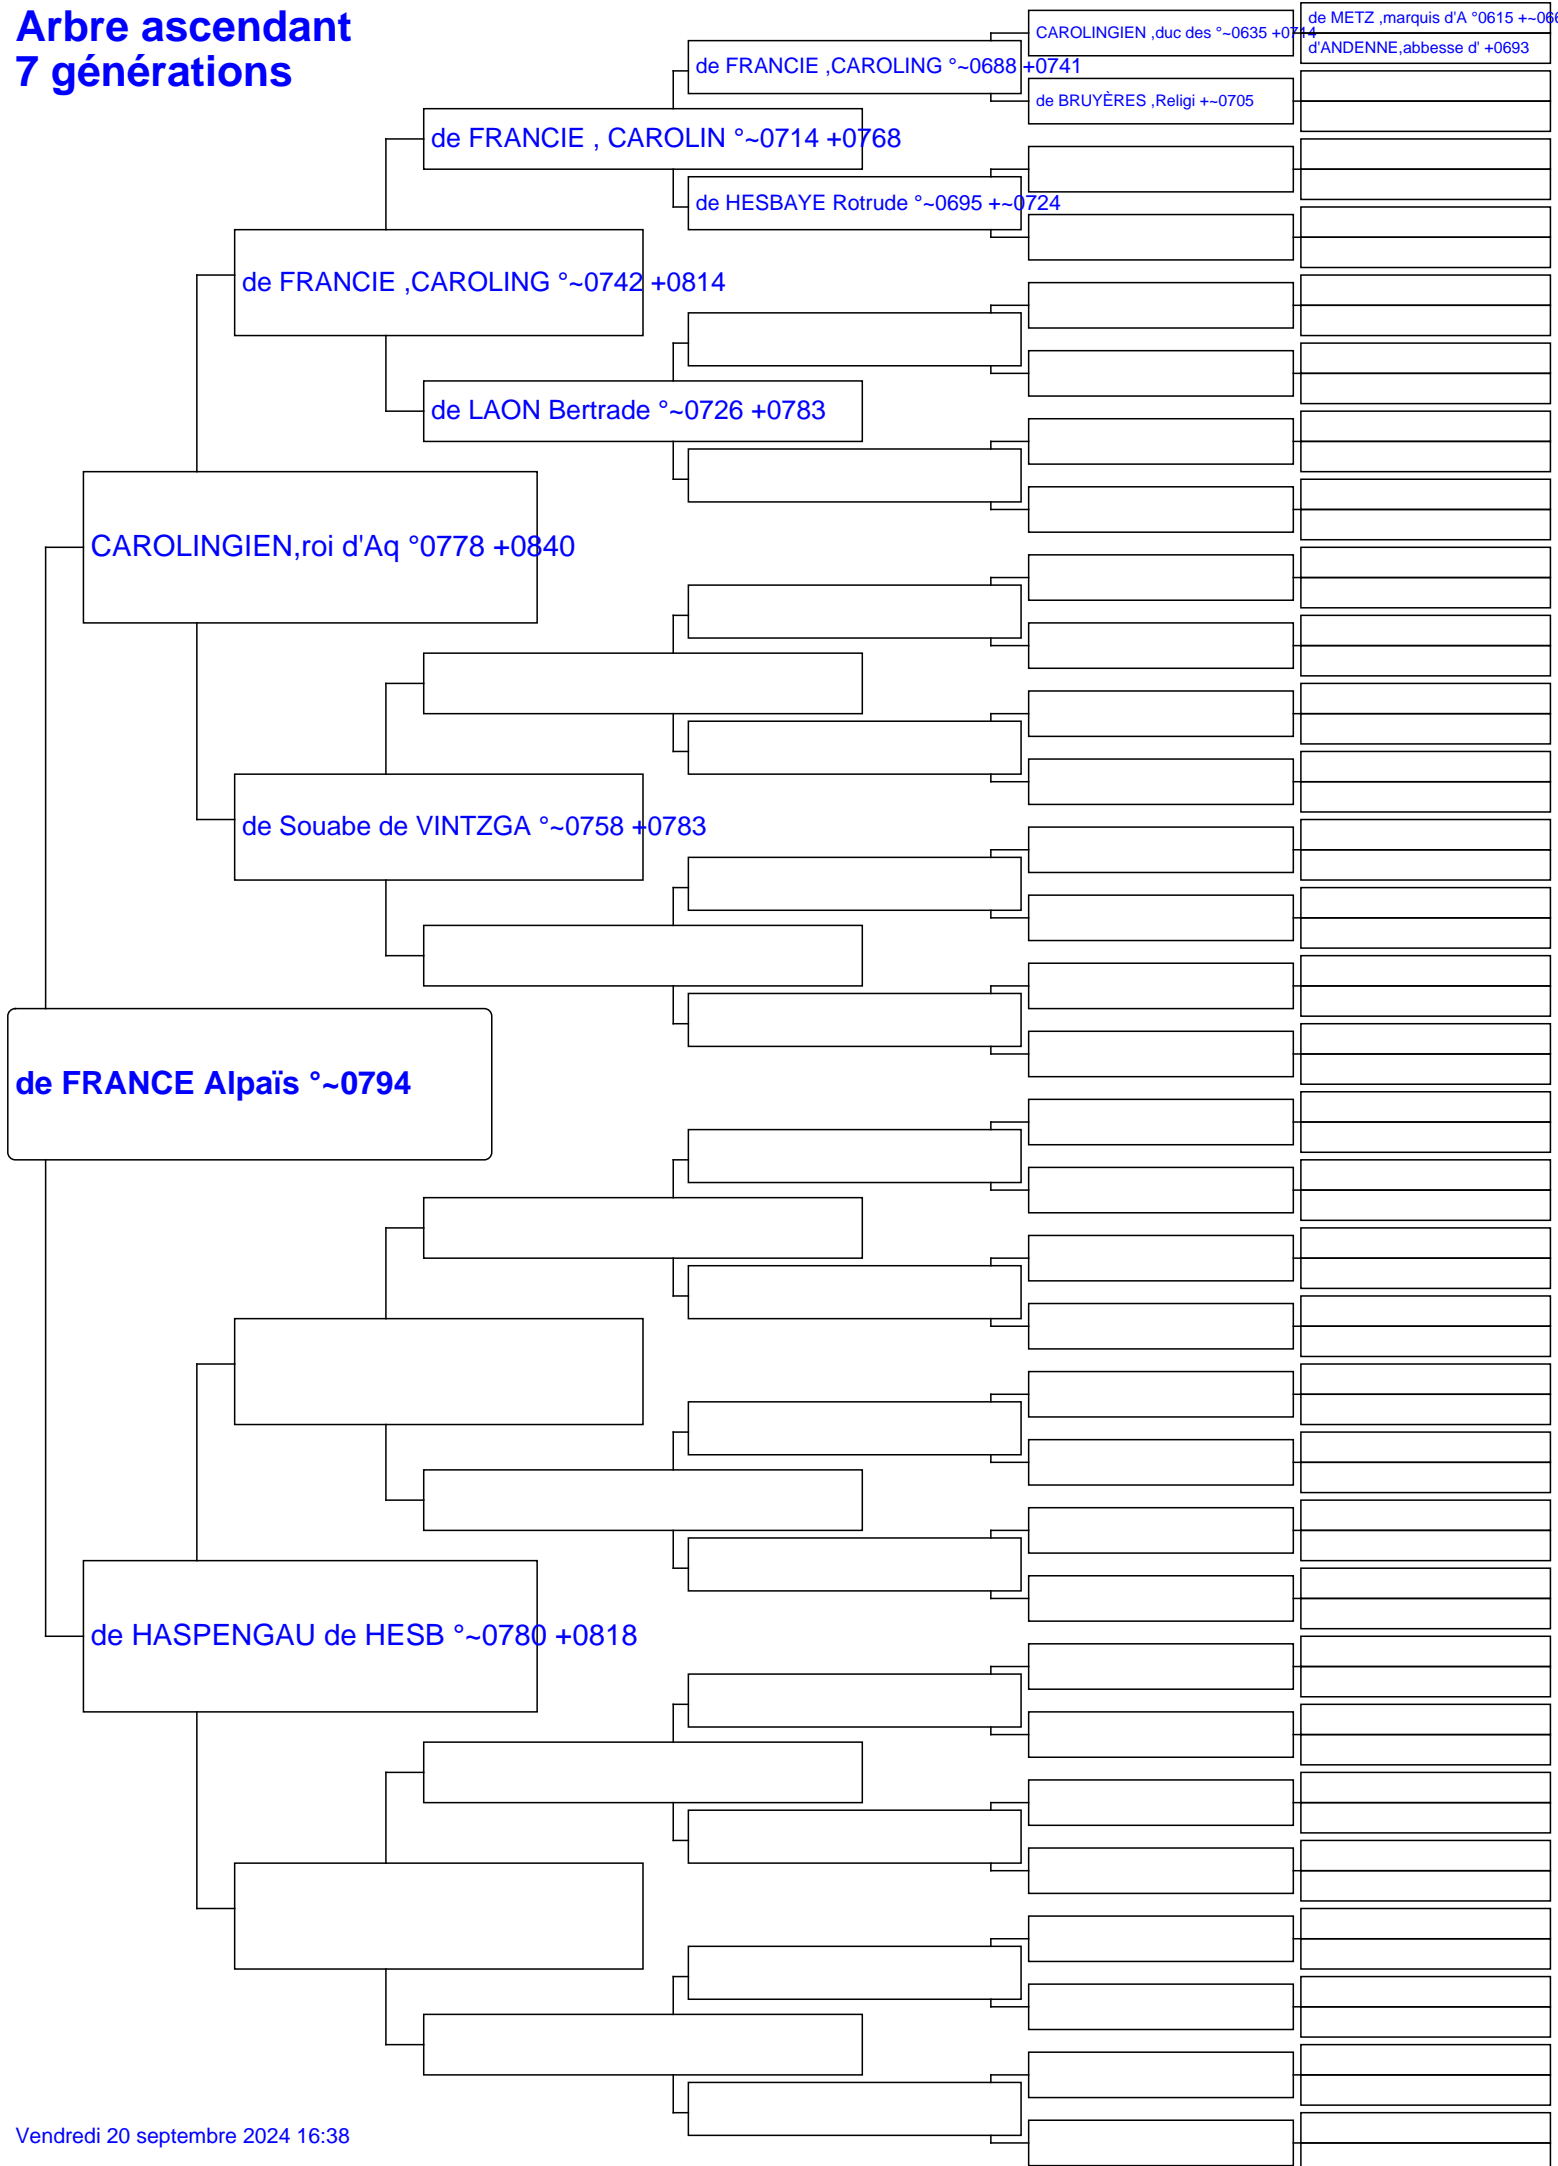 Arbre ascendant
7 générations
de METZ ,marquis d'A °0615 +~066
CAROLINGIEN ,duc des °~0635 +0714
d'ANDENNE,abbesse d' +0693
de FRANCIE ,CAROLING °~0688 +0741
de BRUYÈRES ,Religi +~0705
de FRANCIE , CAROLIN °~0714 +0768
de HESBAYE Rotrude °~0695 +~0724
de FRANCIE ,CAROLING °~0742 +0814
de LAON Bertrade °~0726 +0783
CAROLINGIEN,roi d'Aq °0778 +0840
de Souabe de VINTZGA °~0758 +0783
de FRANCE Alpaïs °~0794
de HASPENGAU de HESB °~0780 +0818
Vendredi 20 septembre 2024 16:38